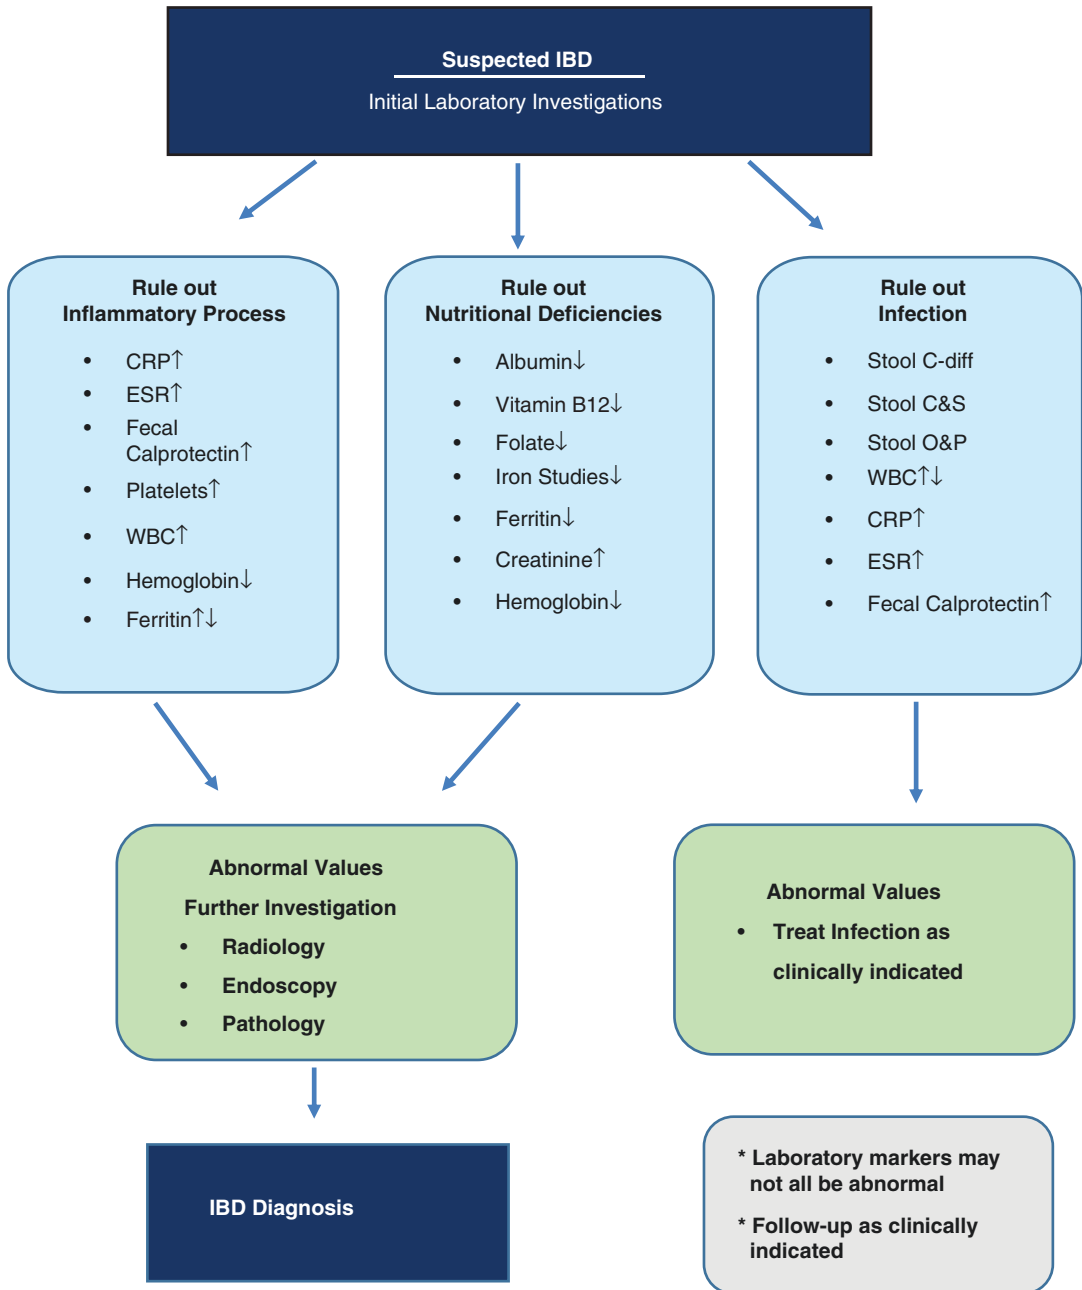 Suspected IBD
Initial Laboratory Investigations
Rule out
Inflammatory Process
• CRP↑
• ESR↑
• Fecal
Calprotectin↑
• Platelets↑
• WBC↑
• Hemoglobin↓
• Ferritin↑↓
Rule out
Nutritional Deficiencies
• Albumin↓
• Vitamin B12↓
• Folate↓
• Iron Studies↓
• Ferritin↓
• Creatinine↑
• Hemoglobin↓
Rule out
Infection
• Stool C-diff
• Stool C&S
• Stool O&P
• WBC↑↓
• CRP↑
• ESR↑
• Fecal Calprotectin↑
Abnormal Values
Further Investigation
• Radiology
• Endoscopy
• Pathology
Abnormal Values
• Treat Infection as
clinically indicated
IBD Diagnosis
* Laboratory markers may
not all be abnormal
* Follow-up as clinically
indicated